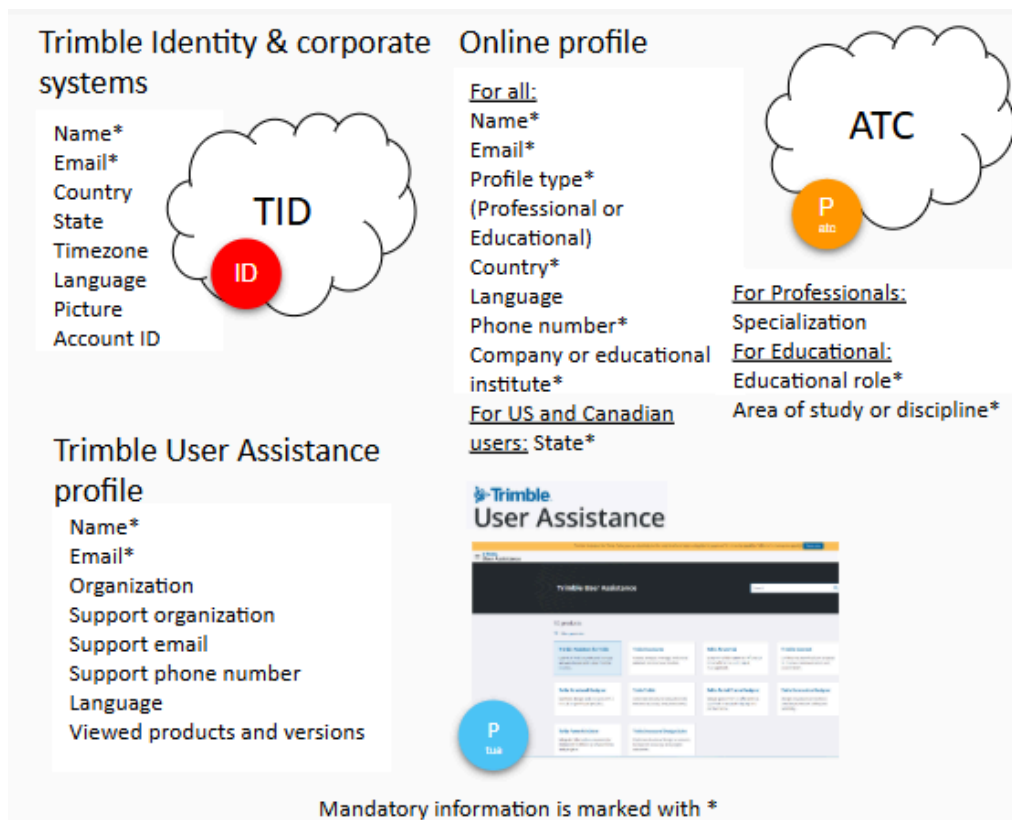 Trimble Identity & corporate
systems
Name*
Email*
Country
State
Timezone
Language
Picture
Account ID
TID
ID
Online profile
For all:
Name*
Email*
Profile type*
(Professional or
Educational)
Country*
Language
Phone number*
Company or educational
institute*
For US and Canadian
users: State*
ATC
P
atc
For Professionals:
Specialization
For Educational:
Educational role*
Area of study or discipline*
Trimble User Assistance
profile
Name*
Email*
Organization
Support organization
Support email
Support phone number
Language
Viewed products and versions
Trimble
User Assistance
User Assistance
Trimble User Assistance
P
tua
Mandatory information is marked with *